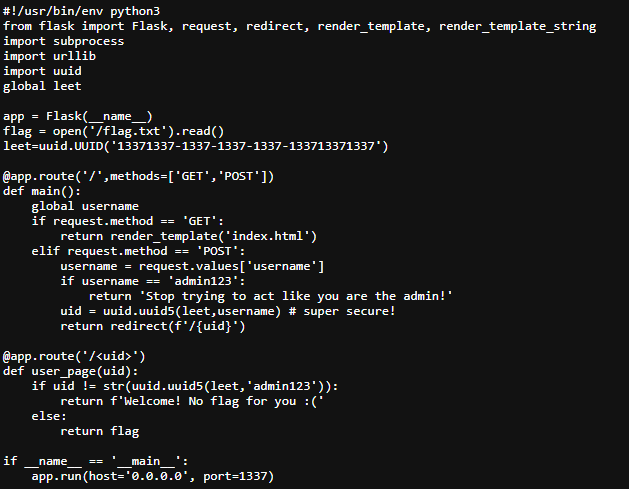 #!/usr/bin/env python3
from flask import Flask, request, redirect, render_template, render_template_string
import subprocess
import urllib
import uuid
global leet

app = Flask(__name__)
flag = open('/flag.txt').read()
leet=uuid.UUID('13371337-1337-1337-1337-133713371337')

@app.route('/',methods=['GET','POST'])
def main():
    global username
    if request.method == 'GET':
        return render_template('index.html')
    elif request.method == 'POST':
        username = request.values['username']
        if username == 'admin123':
            return 'Stop trying to act like you are the admin!'
        uid = uuid.uuid5(leet,username) # super secure!
        return redirect(f'/{uid}')

@app.route('/<uid>')
def user_page(uid):
    if uid != str(uuid.uuid5(leet,'admin123')):
        return f'Welcome! No flag for you :('
    else:
        return flag

if __name__ == '__main__':
    app.run(host='0.0.0.0', port=1337)